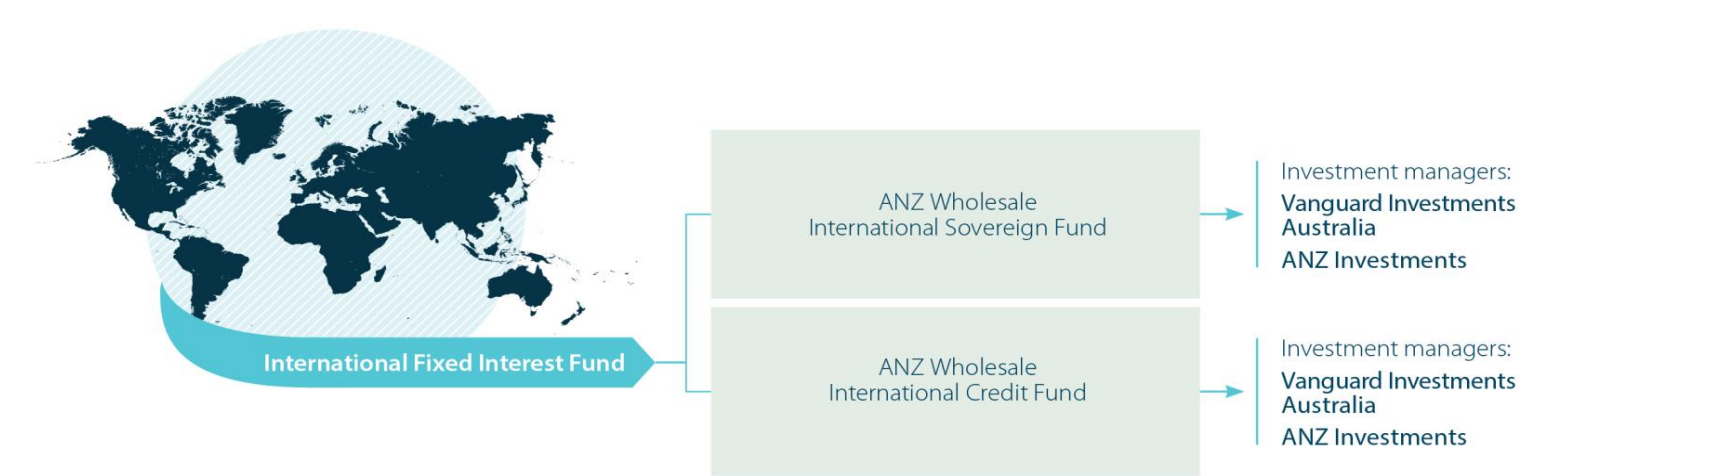 International Fixed Interest Fund
ANZ Wholesale
International Sovereign Fund
Investment managers:
Vanguard Investments
Australia
ANZ Investments
ANZ Wholesale
International Credit Fund
Investment managers:
Vanguard Investments
Australia
ANZ Investments